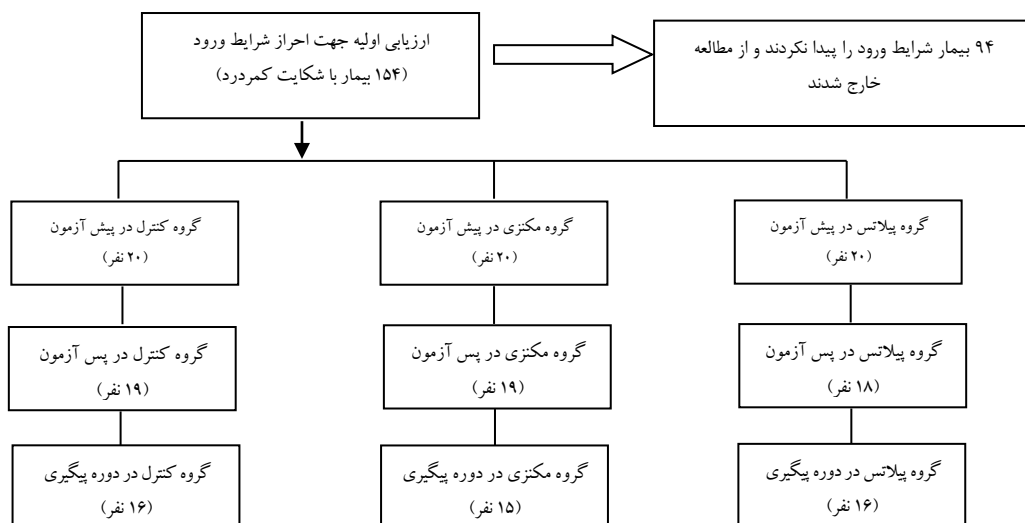 ارزیابی اولیه جهت احراز شرایط ورود
(۱۵۴ بیمار با شکایت کمردرد)
۹۴ بیمار شرایط ورود را پیدا نکردند و از مطالعه
خارج شدند
گروه پیلاتس در پیش آزمون
(۲۰ نفر)
گروه مکنزی در پیش آزمون
(۲۰ نفر)
گروه کنترل در پیش آزمون
(۲۰ نفر)
گروه پیلاتس در پس آزمون
(۱۸ نفر)
گروه مکنزی در پس آزمون
(۱۹ نفر)
گروه کنترل در پس آزمون
(۱۹ نفر)
گروه پیلاتس در دوره پیگیری
(۱۶ نفر)
گروه مکنزی در دوره پیگیری
(۱۵ نفر)
گروه کنترل در دوره پیگیری
(۱۶ نفر)